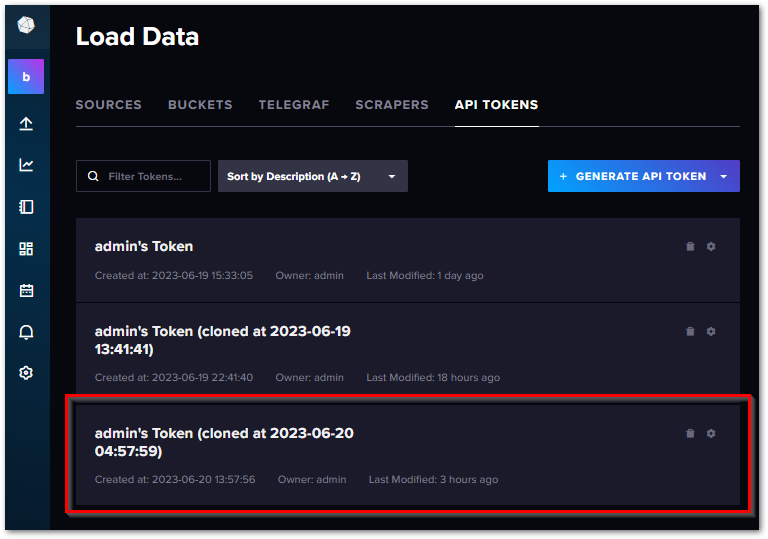 Load Data
b
SOURCES BUCKETS TELEGRAF SCRAPERS API TOKENS
Filter Tokens... Sort by Description (A → Z) + GENERATE API TOKEN
admin's Token
Created at: 2023-06-19 15:33:05 Owner: admin Last Modified: 1 day ago
admin's Token (cloned at 2023-06-19
13:41:41)
Created at: 2023-06-19 22:41:40 Owner: admin Last Modified: 18 hours ago
admin's Token (cloned at 2023-06-20
04:57:59)
Created at: 2023-06-20 13:57:56 Owner: admin Last Modified: 3 hours ago